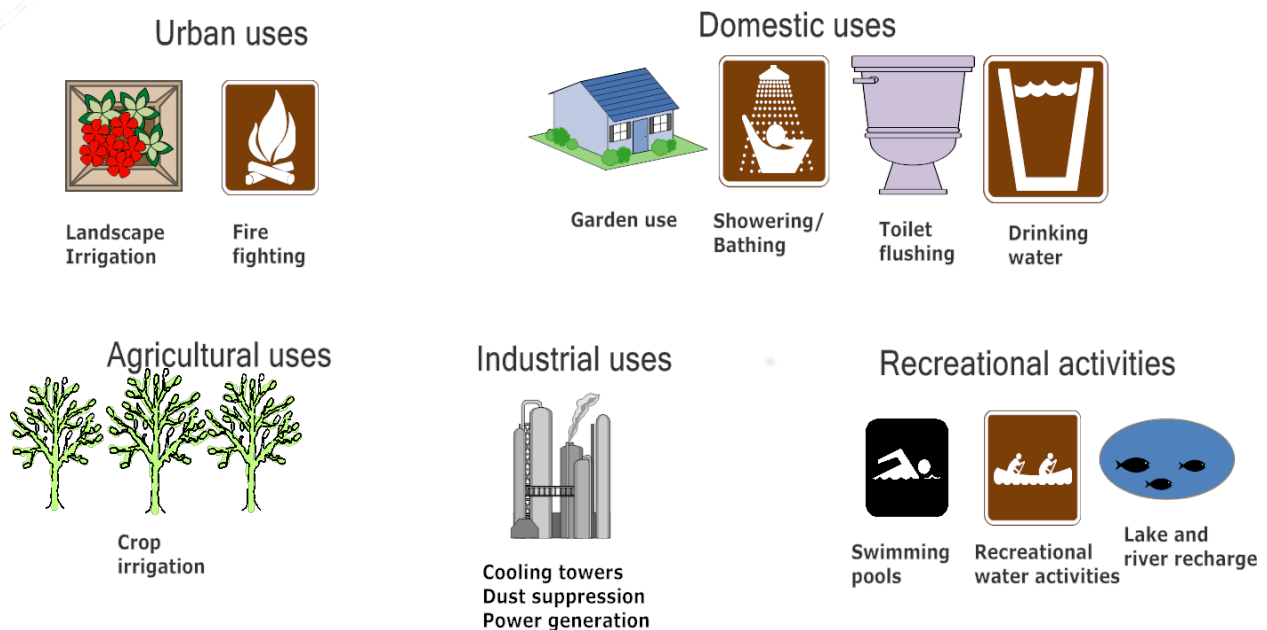 Urban uses
Domestic uses
Landscape
Irrigation
Fire
fighting
Garden use
Showering/
Bathing
Toilet
flushing
Drinking
water
Agricultural uses
Industrial uses
Recreational activities
Crop
irrigation
Cooling towers
Dust suppression
Power generation
Swimming
pools
Recreational
water activities
Lake and
river recharge